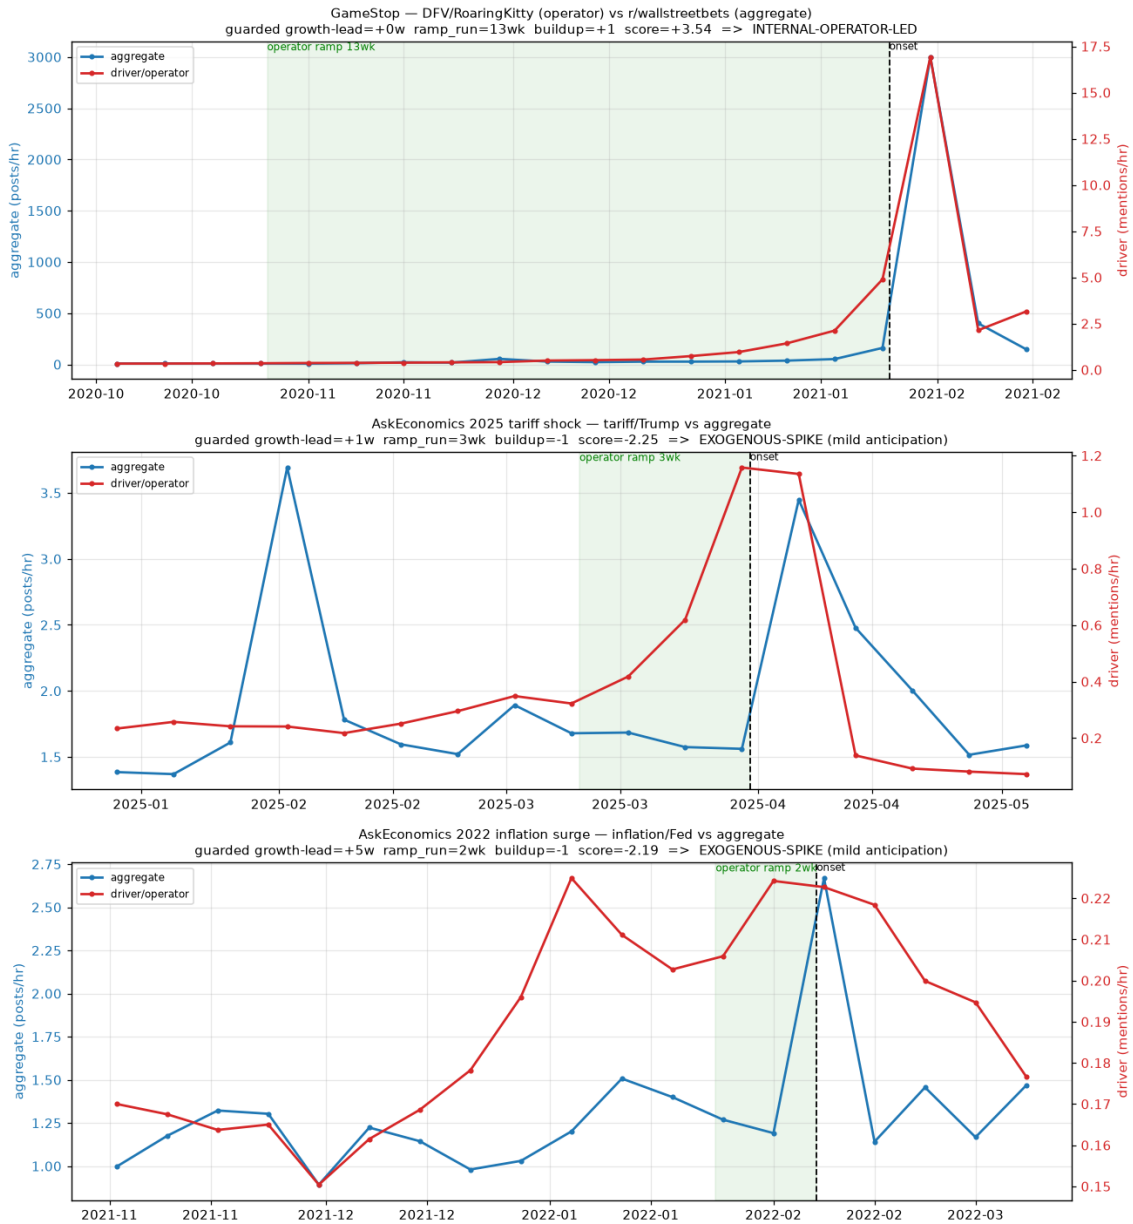 GameStop — DFV/RoaringKitty (operator) vs r/wallstreetbets (aggregate)
guarded growth-lead=+0w  ramp_run=13wk  buildup=+1  score=+3.54  =>  INTERNAL-OPERATOR-LED
operator ramp 13wk
onset
aggregate
driver/operator
aggregate (posts/hr)
3000
2500
2000
1500
1000
500
0
driver (mentions/hr)
17.5
15.0
12.5
10.0
7.5
5.0
2.5
0.0
2020-10 2020-10 2020-11 2020-11 2020-12 2020-12 2021-01 2021-01 2021-02 2021-02
AskEconomics 2025 tariff shock — tariff/Trump vs aggregate
guarded growth-lead=+1w  ramp_run=3wk  buildup=-1  score=-2.25  =>  EXOGENOUS-SPIKE (mild anticipation)
operator ramp 3wk
onset
aggregate
driver/operator
aggregate (posts/hr)
3.5
3.0
2.5
2.0
1.5
driver (mentions/hr)
1.2
1.0
0.8
0.6
0.4
0.2
2025-01 2025-02 2025-02 2025-03 2025-03 2025-04 2025-04 2025-05
AskEconomics 2022 inflation surge — inflation/Fed vs aggregate
guarded growth-lead=+5w  ramp_run=2wk  buildup=-1  score=-2.19  =>  EXOGENOUS-SPIKE (mild anticipation)
operator ramp 2wk
onset
aggregate
driver/operator
aggregate (posts/hr)
2.75
2.50
2.25
2.00
1.75
1.50
1.25
1.00
driver (mentions/hr)
0.22
0.21
0.20
0.19
0.18
0.17
0.16
0.15
2021-11 2021-11 2021-12 2021-12 2022-01 2022-01 2022-02 2022-02 2022-03